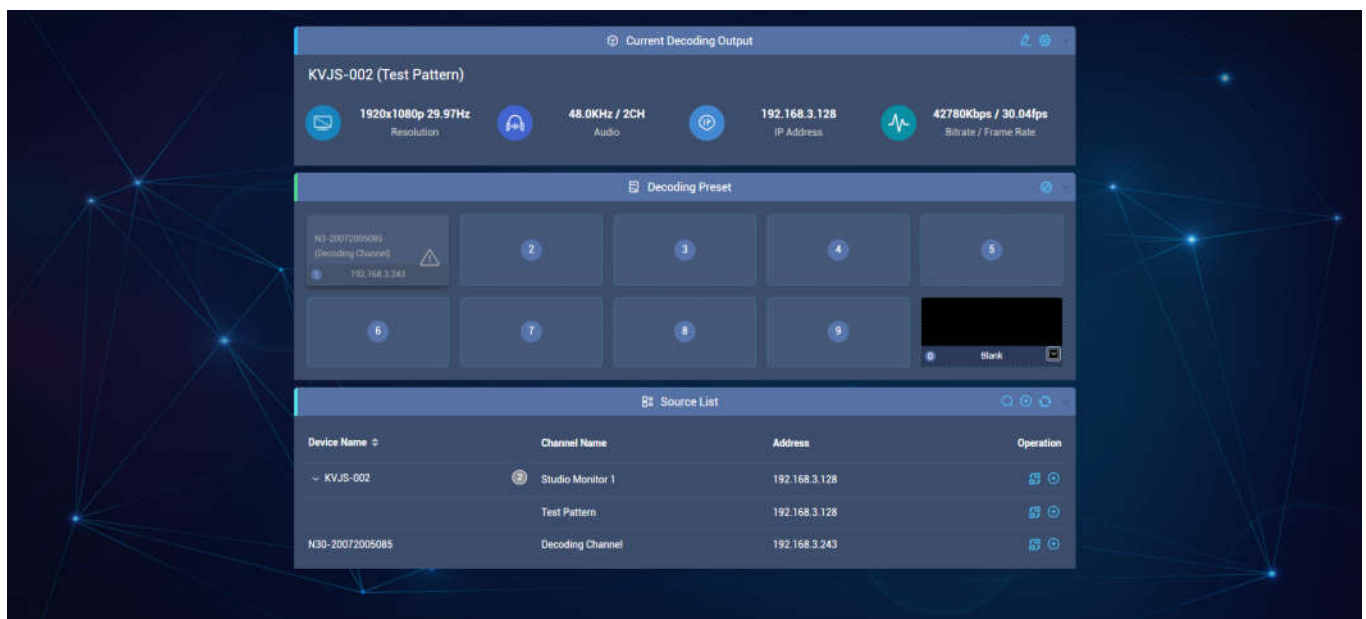 Current Decoding Output
KVJS-002 (Test Pattern)
1920x1080p 29.97Hz
Resolution
48.0KHz / 2CH
Audio
IP
192.168.3.128
IP Address
42780Kbps / 30.04fps
Bitrate / Frame Rate
Decoding Preset
N3-20072005085
(Decoding Channel)
1 192.168.3.243
2
3
4
5
6
7
8
9
0 Blank
Source List
Device Name Channel Name Address Operation
KVJS-002 2 Studio Monitor 1 192.168.3.128
Test Pattern 192.168.3.128
N30-20072005085 Decoding Channel 192.168.3.243